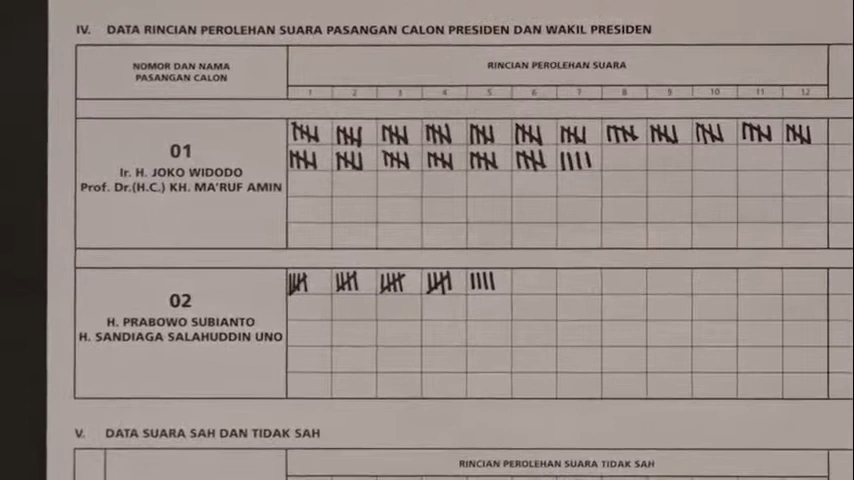 IV. DATA RINCIAN PEROLEHAN SUARA PASANGAN CALON PRESIDEN DAN WAKIL PRESIDEN
NOMOR DAN NAMA
PASANGAN CALON
RINCIAN PEROLEHAN SUARA
1 2 3 4 5 6 7 8 9 10 11 12
01
Ir. H. JOKO WIDODO
Prof. Dr.(H.C.) KH. MA'RUF AMIN
02
H. PRABOWO SUBIANTO
H. SANDIAGA SALAHUDDIN UNO
V. DATA SUARA SAH DAN TIDAK SAH
RINCIAN PEROLEHAN SUARA TIDAK SAH